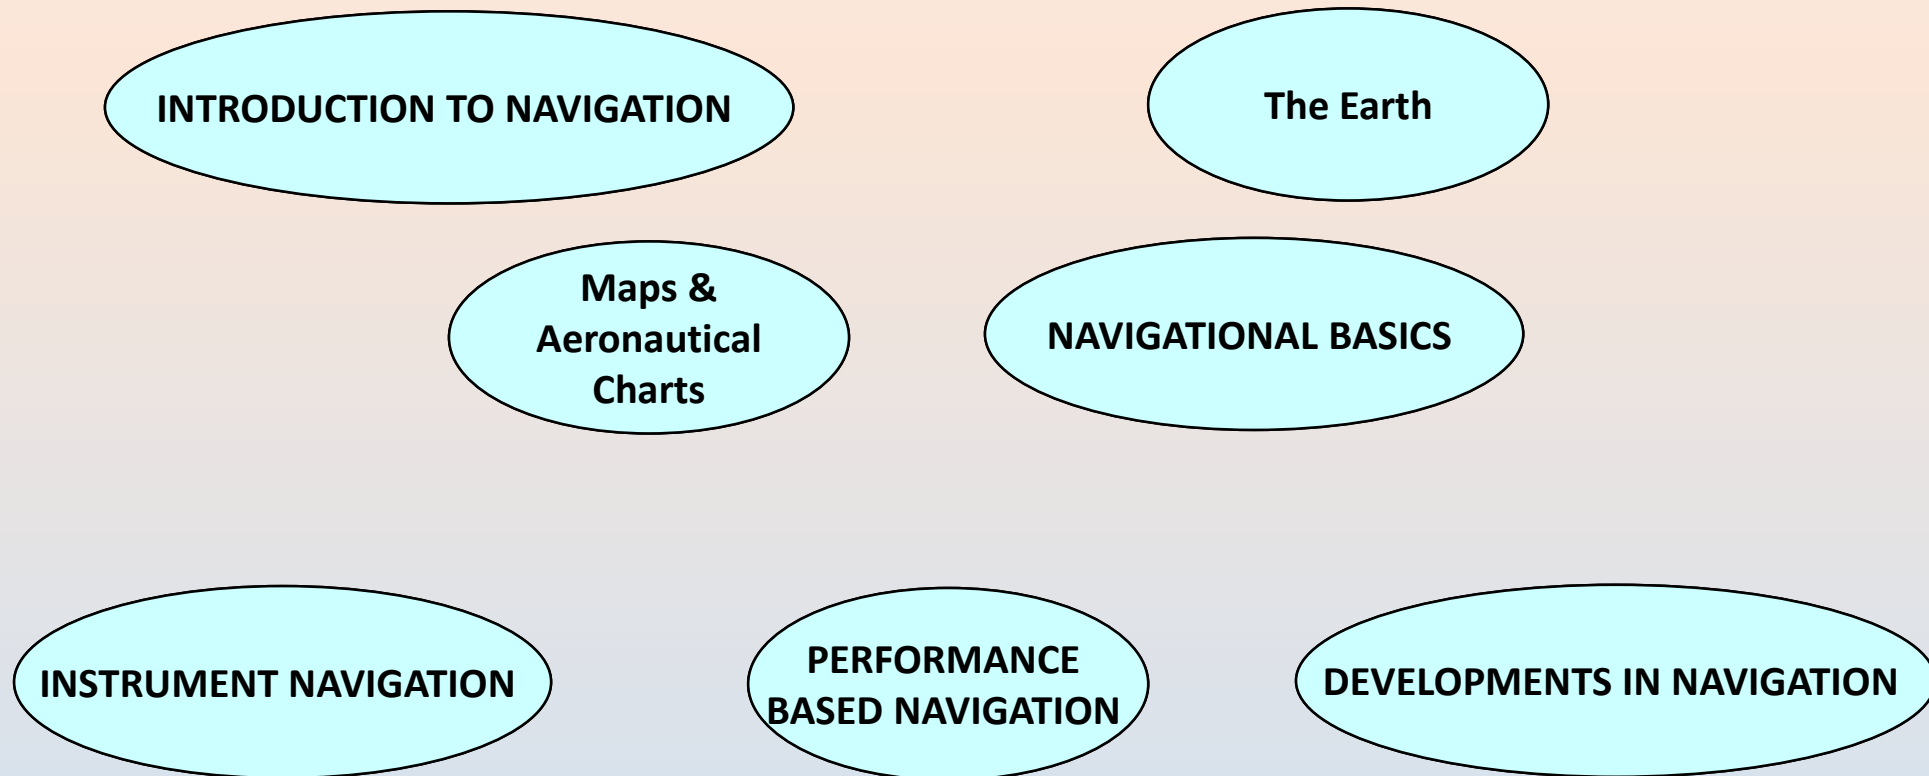 INTRODUCTION TO NAVIGATION
The Earth
Maps &
Aeronautical
Charts
NAVIGATIONAL BASICS
INSTRUMENT NAVIGATION
PERFORMANCE
BASED NAVIGATION
DEVELOPMENTS IN NAVIGATION